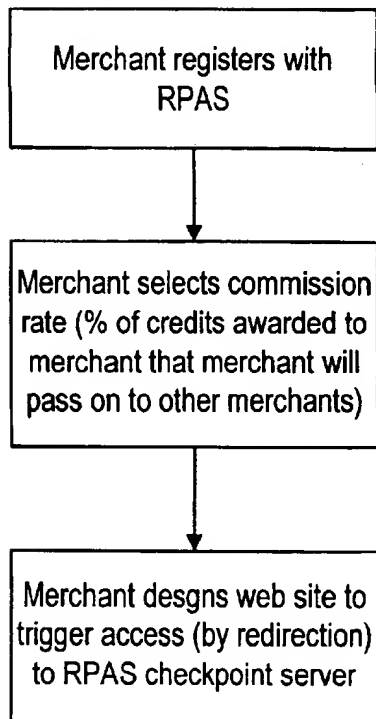 Merchant registers with
RPAS
Merchant selects commission
rate (% of credits awarded to
merchant that merchant will
pass on to other merchants)
Merchant desgns web site to
trigger access (by redirection)
to RPAS checkpoint server